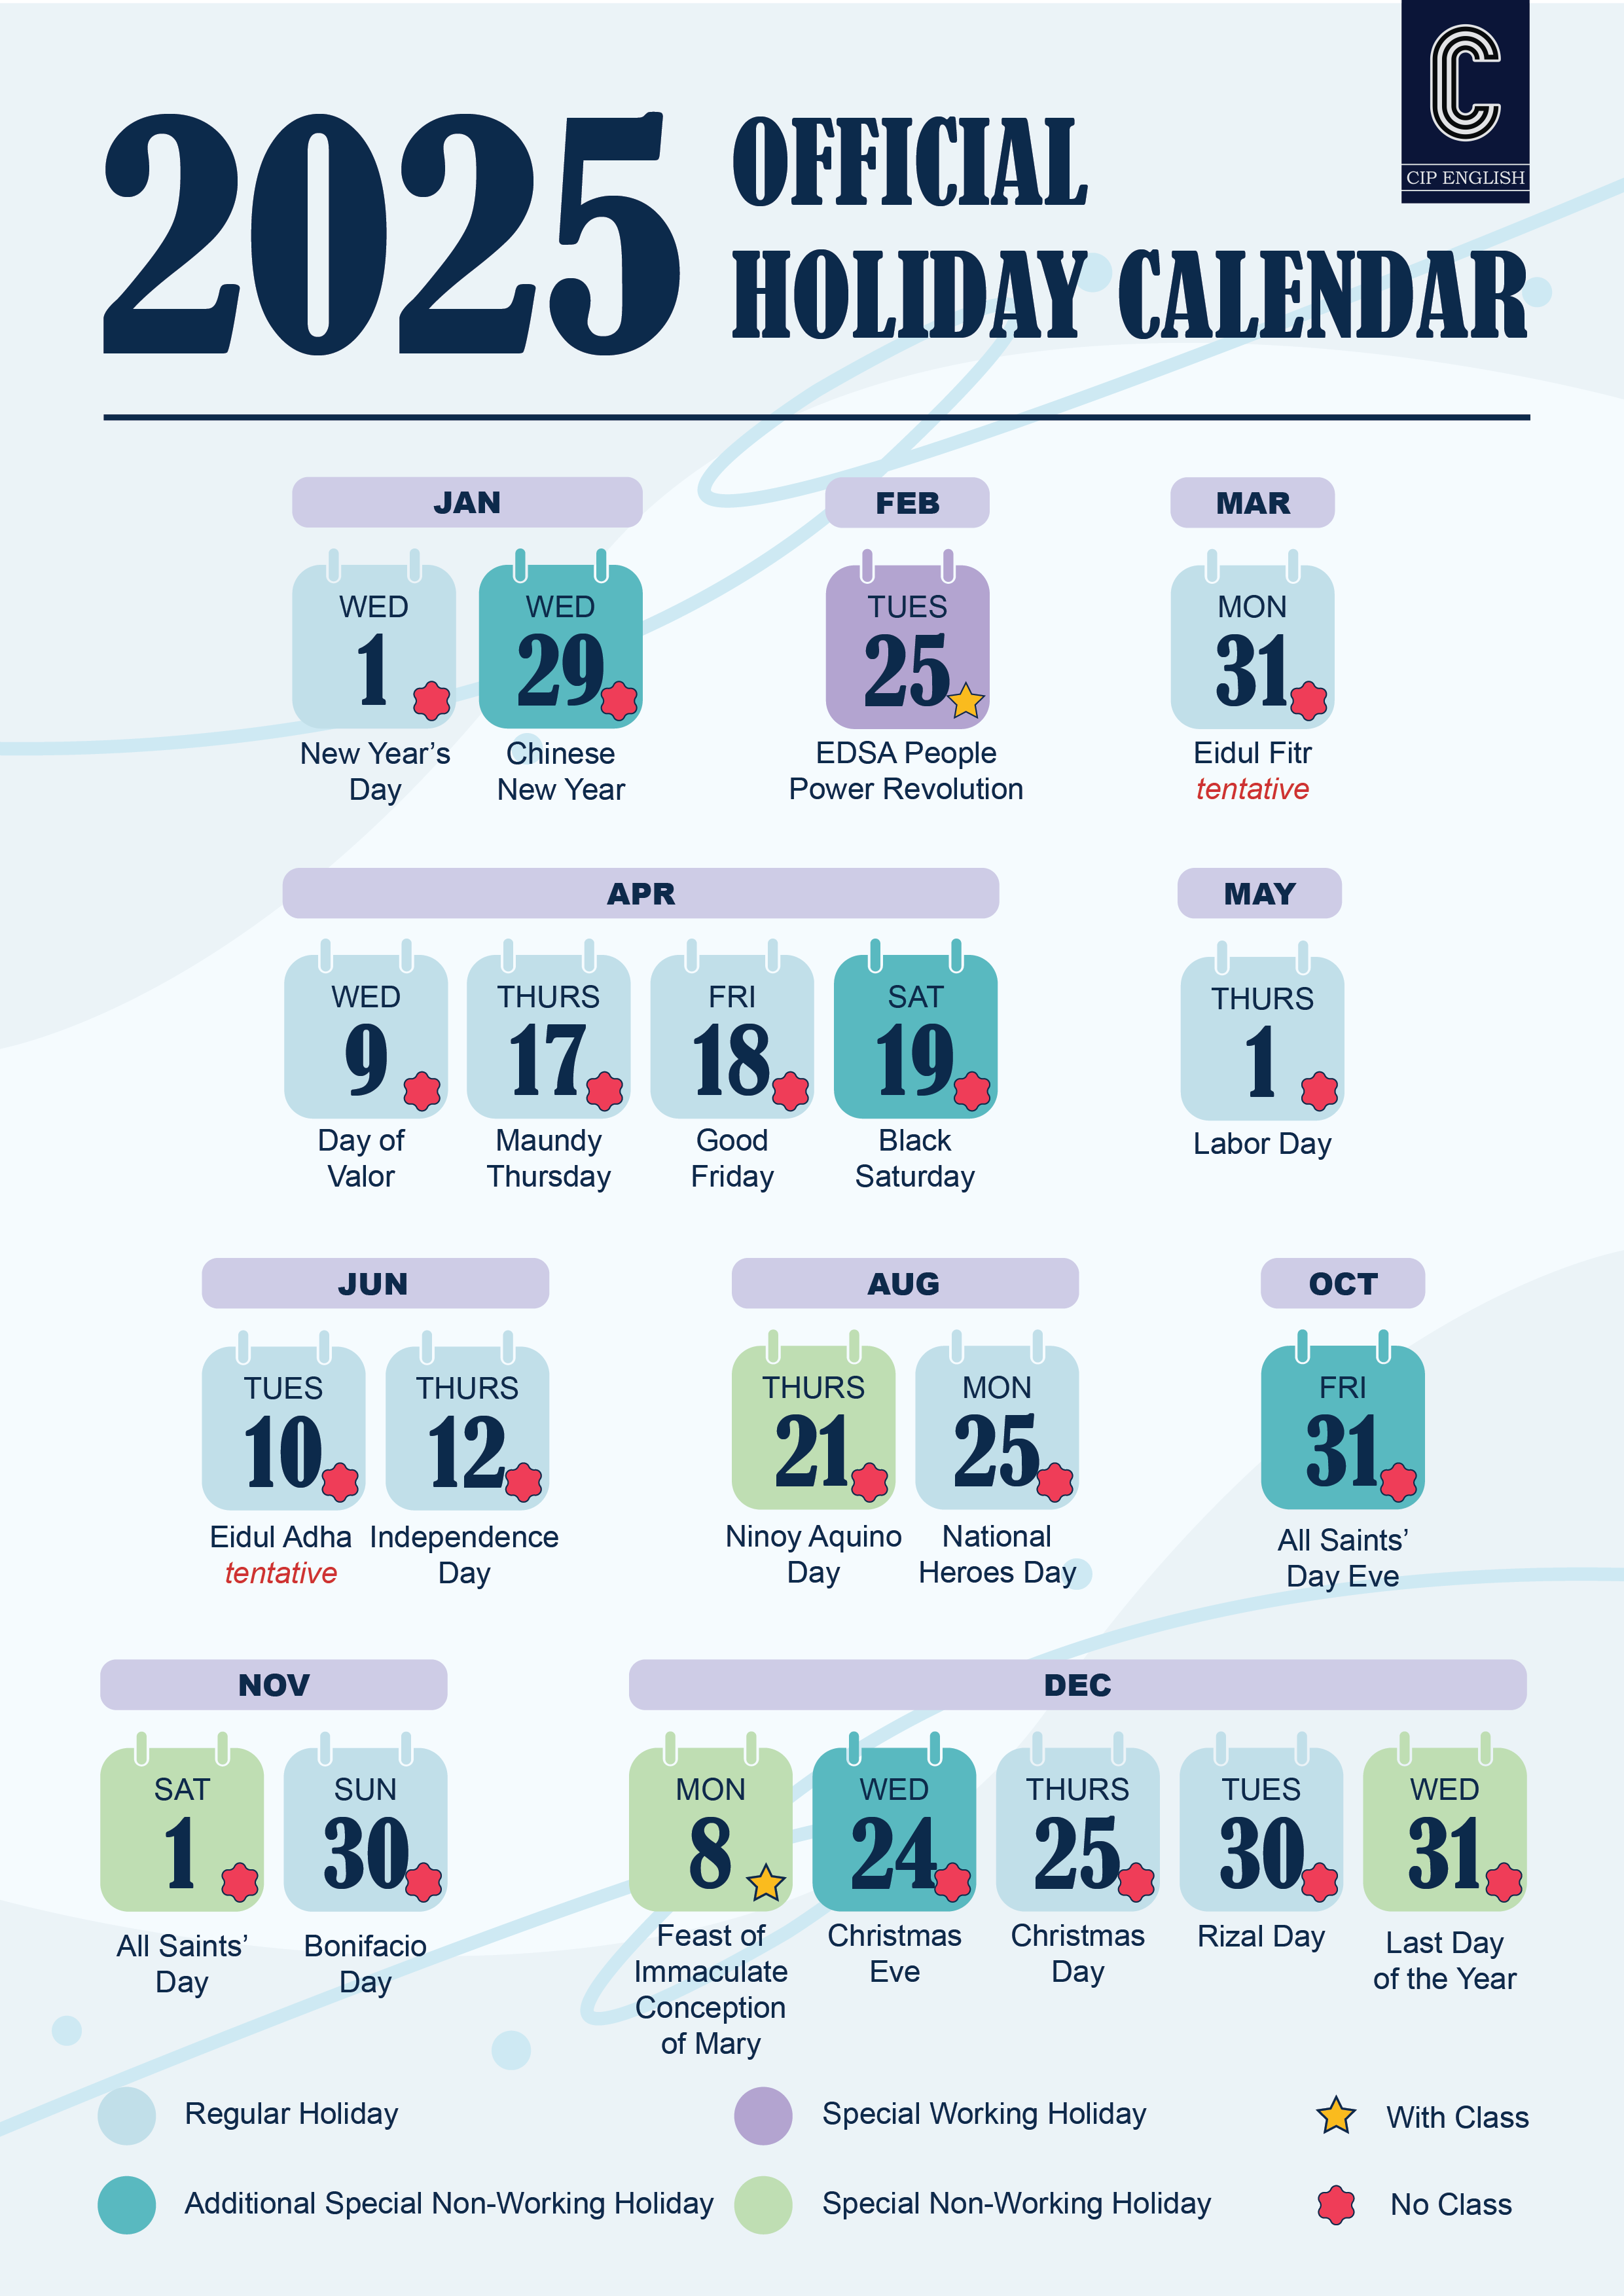 C
CIP ENGLISH
2025
OFFICIAL
HOLIDAY CALENDAR
JAN
WED
1
New Year’s
Day
WED
29
Chinese
New Year
FEB
TUES
25
EDSA People
Power Revolution
MAR
MON
31
Eidul Fitr
tentative
APR
WED
9
Day of
Valor
THURS
17
Maundy
Thursday
FRI
18
Good
Friday
SAT
19
Black
Saturday
MAY
THURS
1
Labor Day
JUN
TUES
10
Eidul Adha
tentative
THURS
12
Independence
Day
AUG
THURS
21
Ninoy Aquino
Day
MON
25
National
Heroes Day
OCT
FRI
31
All Saints’
Day Eve
NOV
SAT
1
All Saints’
Day
SUN
30
Bonifacio
Day
DEC
MON
8
Feast of
Immaculate
Conception
of Mary
WED
24
Christmas
Eve
THURS
25
Christmas
Day
TUES
30
Rizal Day
WED
31
Last Day
of the Year
Regular Holiday
Special Working Holiday
With Class
Additional Special Non-Working Holiday
Special Non-Working Holiday
No Class